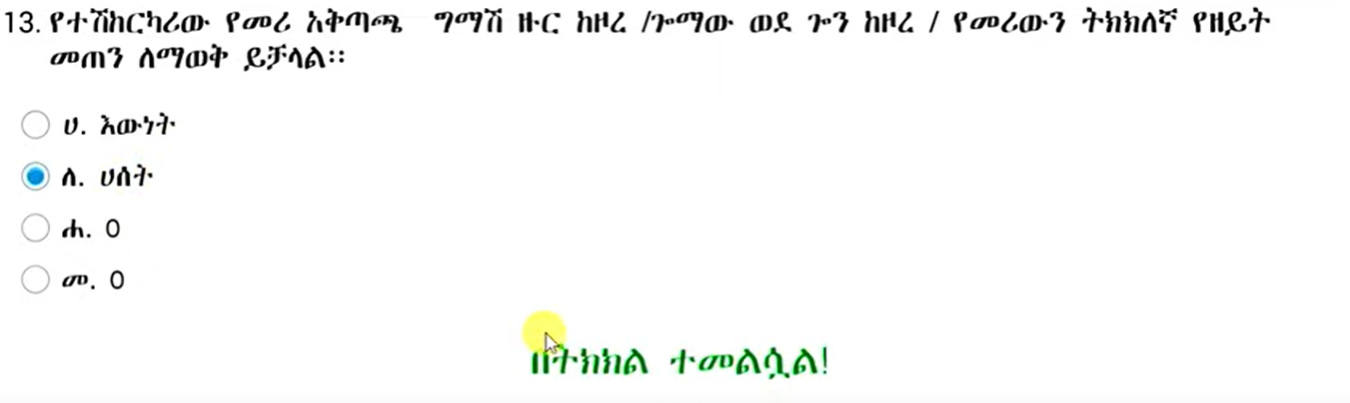 13. የተሽከርካሪው የመሪ አቅጣጫ ግማሽ ዙር ከዞረ /ጐማው ወደ ጐን ከዞረ / የመሪውን ትክክለኛ የዘይት
መጠን ለማወቅ ይቻላል፡፡
ሀ. እውነት
ለ. ሀሰት
ሐ. 0
መ. 0
በትክክል ተመልሷል!